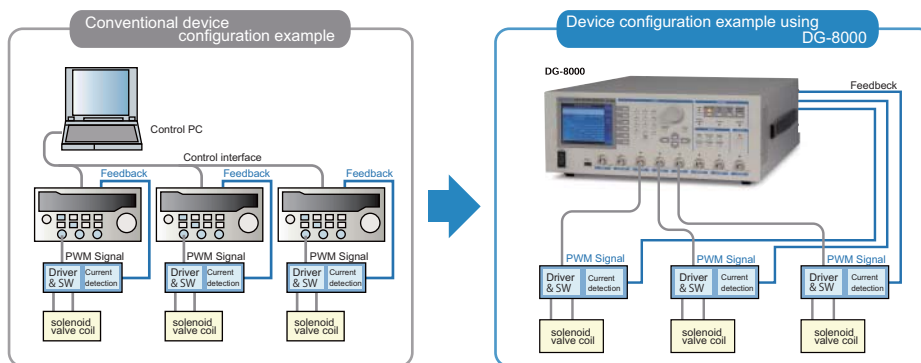 Conventional device
configuration example
Control PC
Control interface
Feedback
Feedback
Feedback
PWM Signal
PWM Signal
PWM Signal
Driver
& SW
Current
detection
Driver
& SW
Current
detection
Driver
& SW
Current
detection
solenoid
valve coil
solenoid
valve coil
solenoid
valve coil
Device configuration example using
DG-8000
DG-8000
Feedbeck
PWM Signal
PWM Signal
PWM Signal
Driver
& SW
Current
detection
Driver
& SW
Current
detection
Driver
& SW
Current
detection
solenoid
valve coil
solenoid
valve coil
solenoid
valve coil